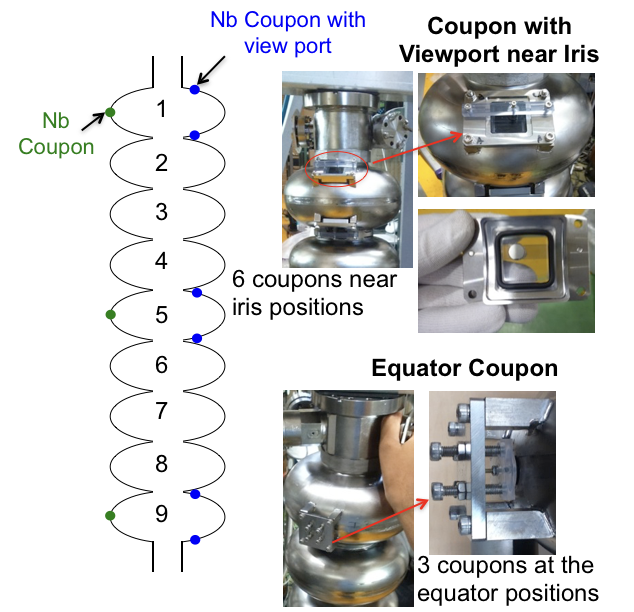 Nb Coupon with
view port
Coupon with
Viewport near Iris
Nb
Coupon
1
2
3
4
5
6
7
8
9
6 coupons near
iris positions
Equator Coupon
3 coupons at the
equator positions